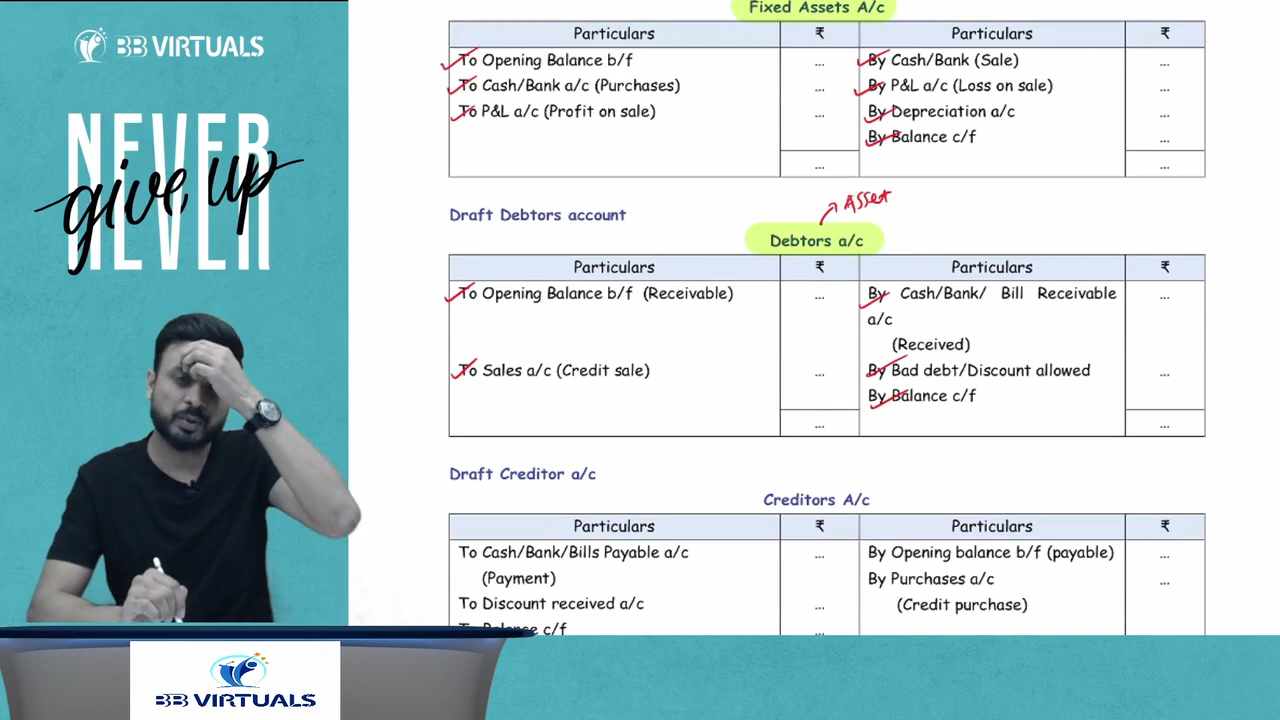 BB VIRTUALS
NEVER
give up
NEVER
Fixed Assets A/c
Particulars ₹ Particulars ₹
To Opening Balance b/f ... By Cash/Bank (Sale) ...
To Cash/Bank a/c (Purchases) ... By P&L a/c (Loss on sale) ...
To P&L a/c (Profit on sale) ... By Depreciation a/c ...
By Balance c/f ...
... ...
Draft Debtors account
Asset
Debtors a/c
Particulars ₹ Particulars ₹
To Opening Balance b/f (Receivable) ... By Cash/Bank/ Bill Receivable ...
a/c
(Received)
To Sales a/c (Credit sale) ... By Bad debt/Discount allowed ...
By Balance c/f
... ...
Draft Creditor a/c
Creditors A/c
Particulars ₹ Particulars ₹
To Cash/Bank/Bills Payable a/c ... By Opening balance b/f (payable) ...
(Payment) By Purchases a/c ...
To Discount received a/c ... (Credit purchase)
To Balance c/f ...
BB VIRTUALS